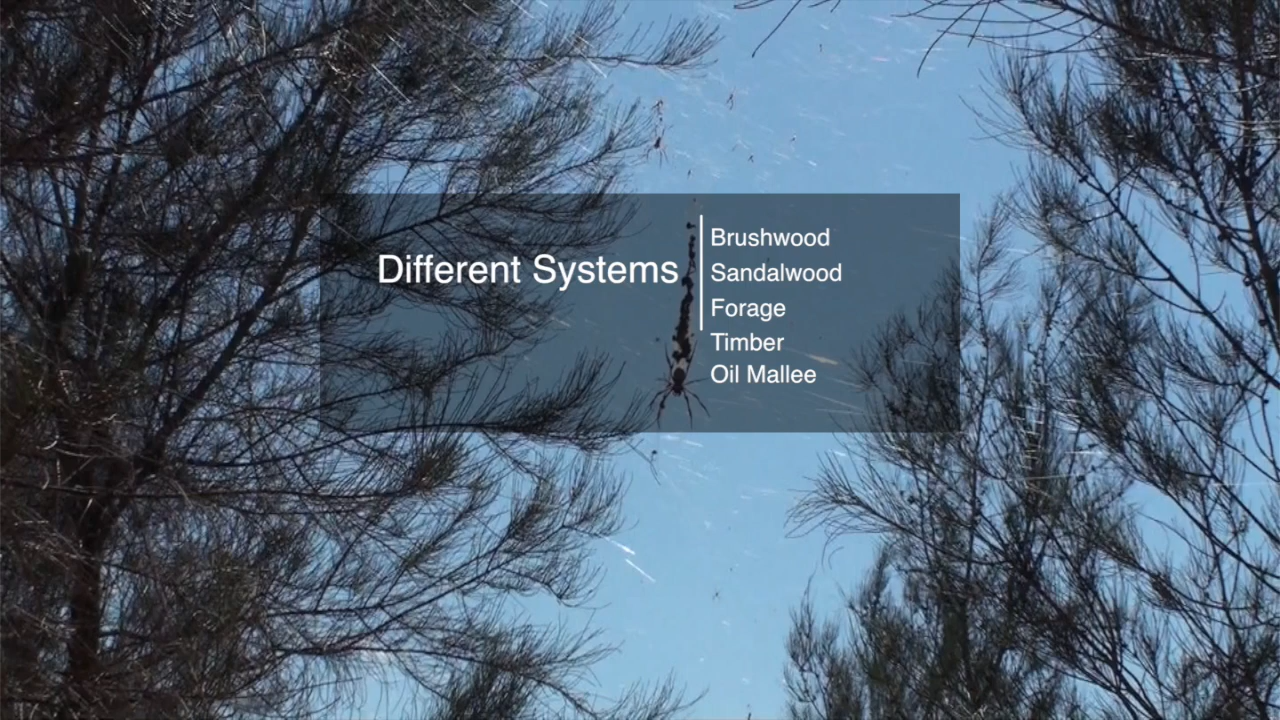 Different Systems
Brushwood
Sandalwood
Forage
Timber
Oil Mallee